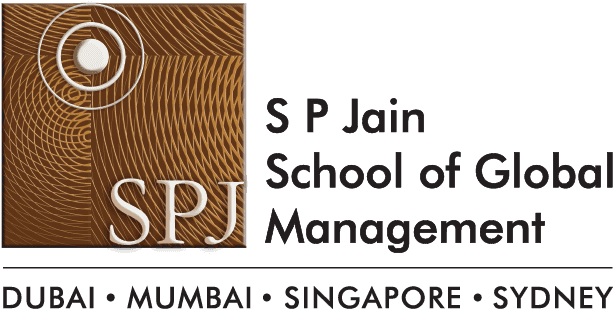 SPJ
S P Jain
School of Global
Management
DUBAI • MUMBAI • SINGAPORE • SYDNEY